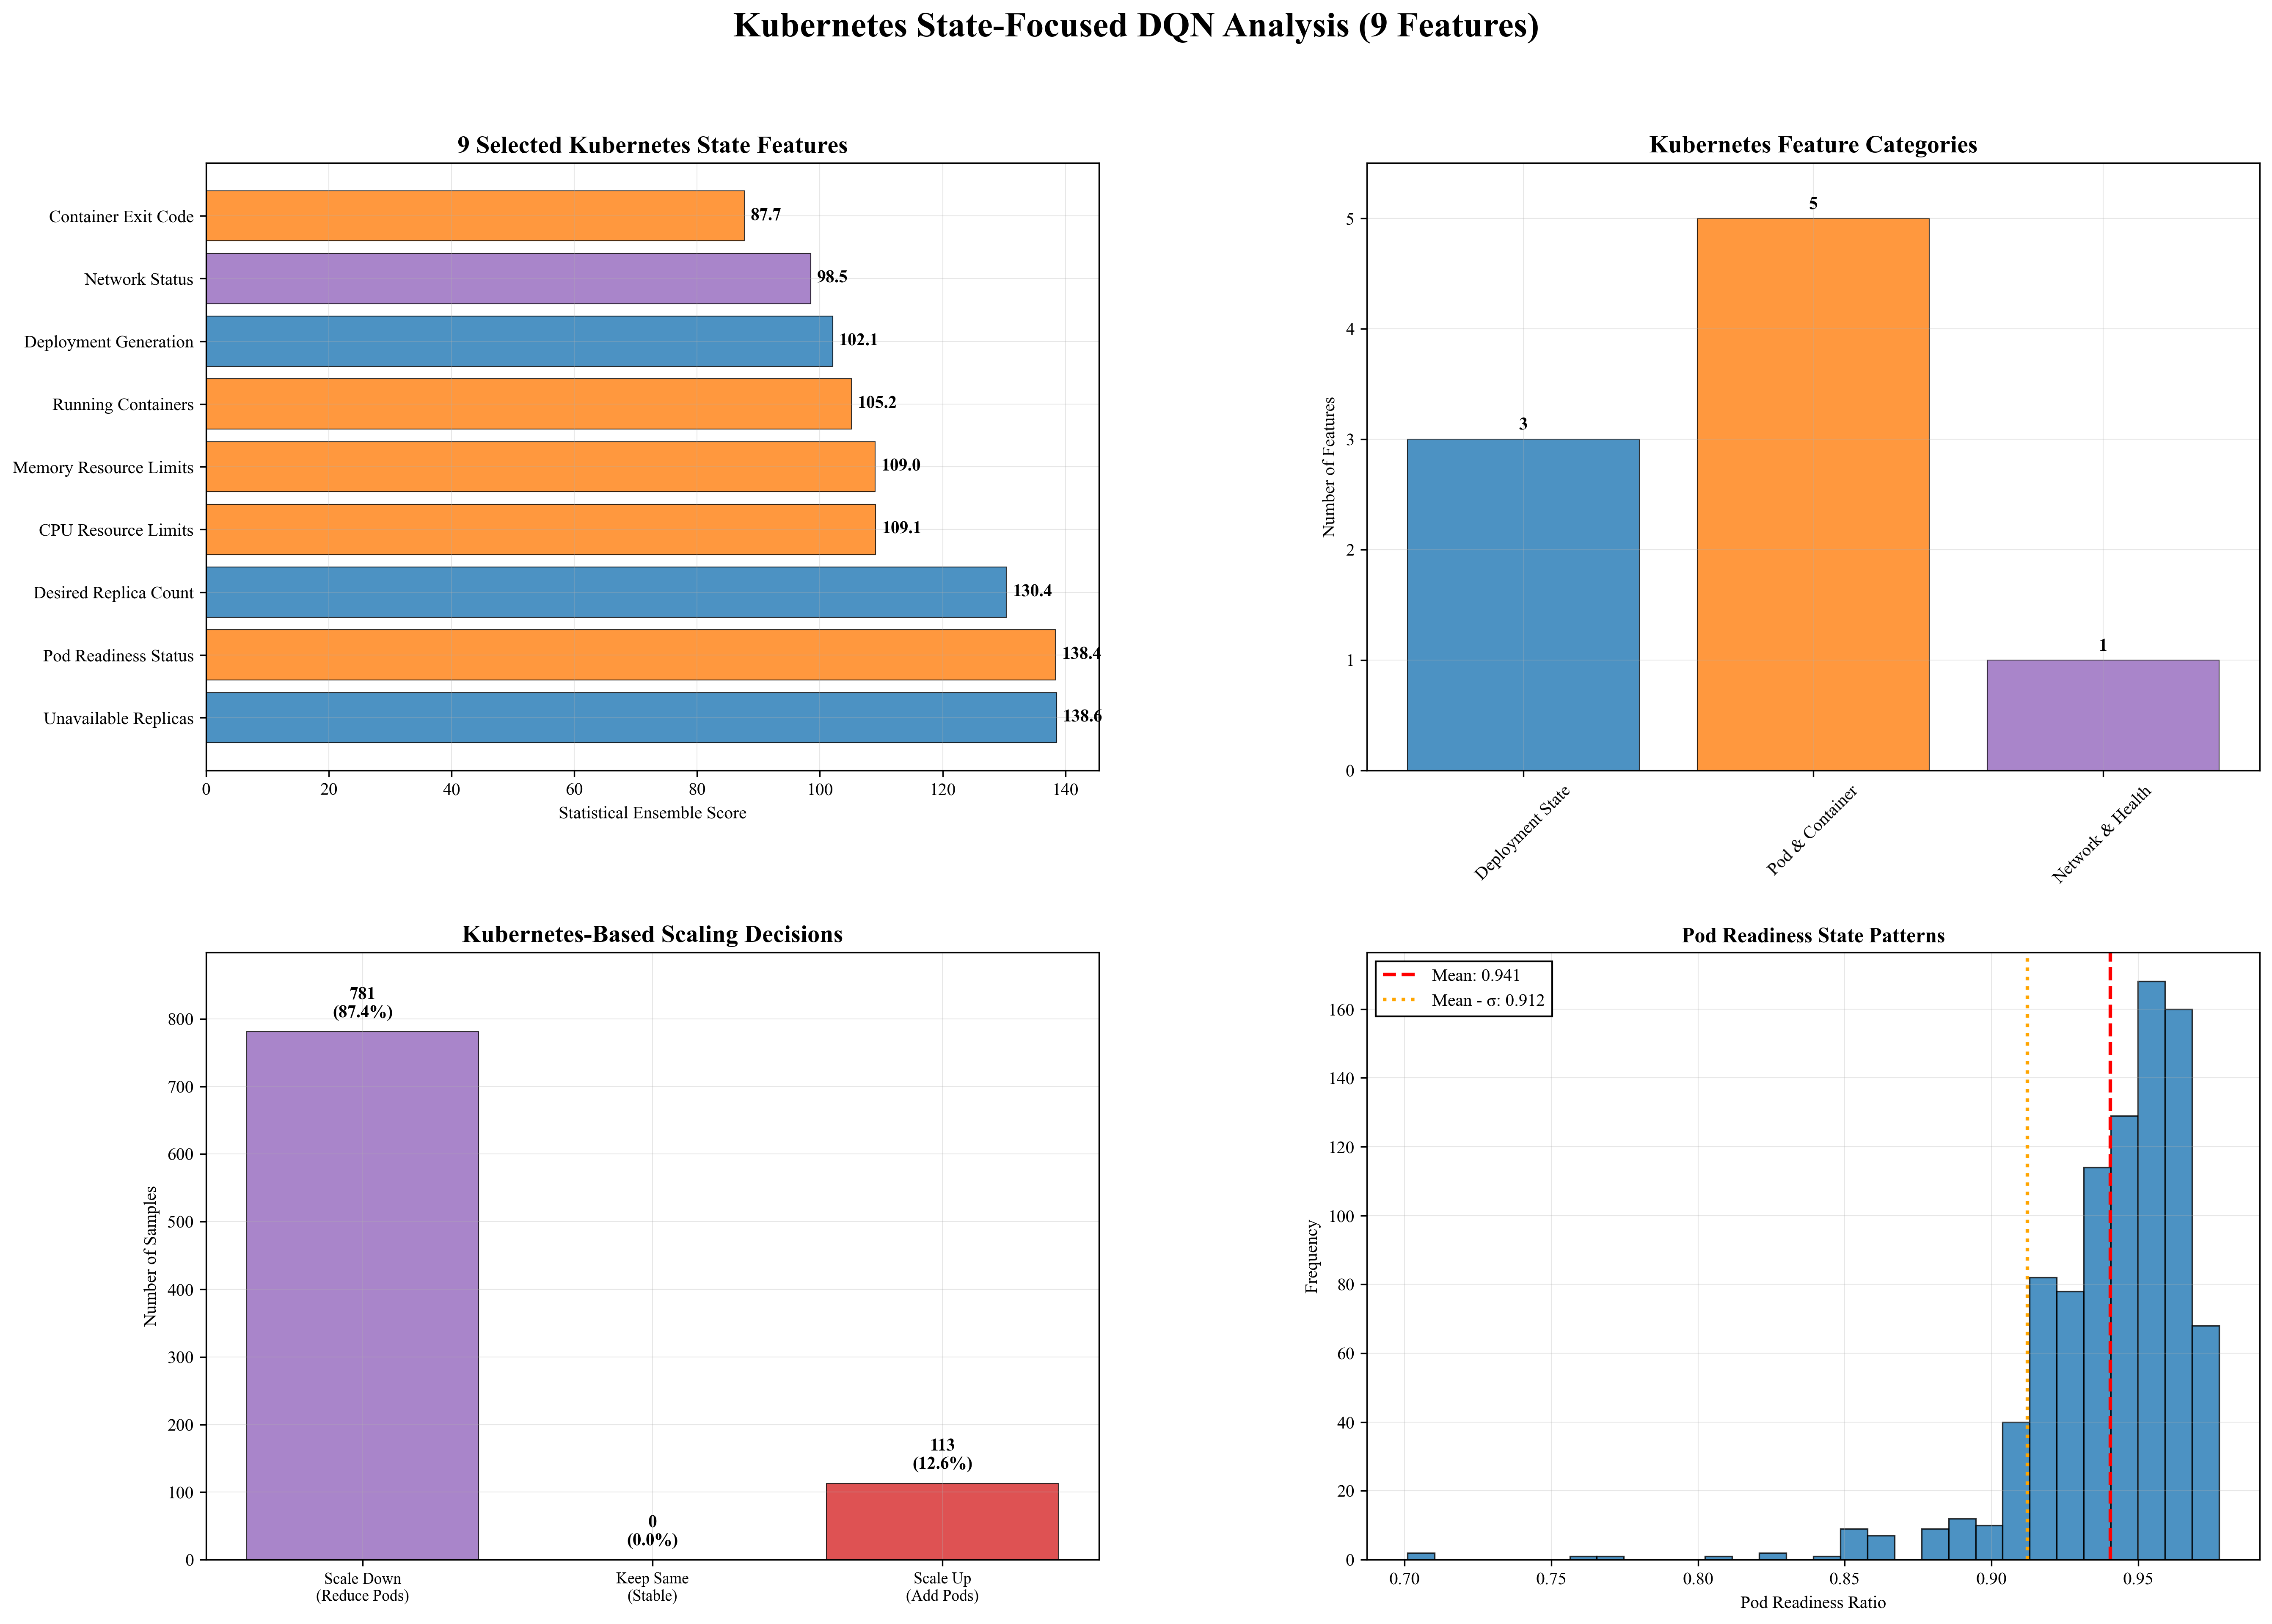 Kubernetes State-Focused DQN Analysis (9 Features)
9 Selected Kubernetes State Features
Container Exit Code
87.7
Network Status
98.5
Deployment Generation
102.1
Running Containers
105.2
Memory Resource Limits
109.0
CPU Resource Limits
109.1
Desired Replica Count
130.4
Pod Readiness Status
138.4
Unavailable Replicas
138.6
0 20 40 60 80 100 120 140
Statistical Ensemble Score
Kubernetes Feature Categories
Number of Features
5
4
3
2
1
0
3
5
1
Deployment State
Pod & Container
Network & Health
Kubernetes-Based Scaling Decisions
Number of Samples
800
700
600
500
400
300
200
100
0
781
(87.4%)
0
(0.0%)
113
(12.6%)
Scale Down
(Reduce Pods)
Keep Same
(Stable)
Scale Up
(Add Pods)
Pod Readiness State Patterns
Mean: 0.941
Mean - σ: 0.912
Frequency
160
140
120
100
80
60
40
20
0
0.70 0.75 0.80 0.85 0.90 0.95
Pod Readiness Ratio